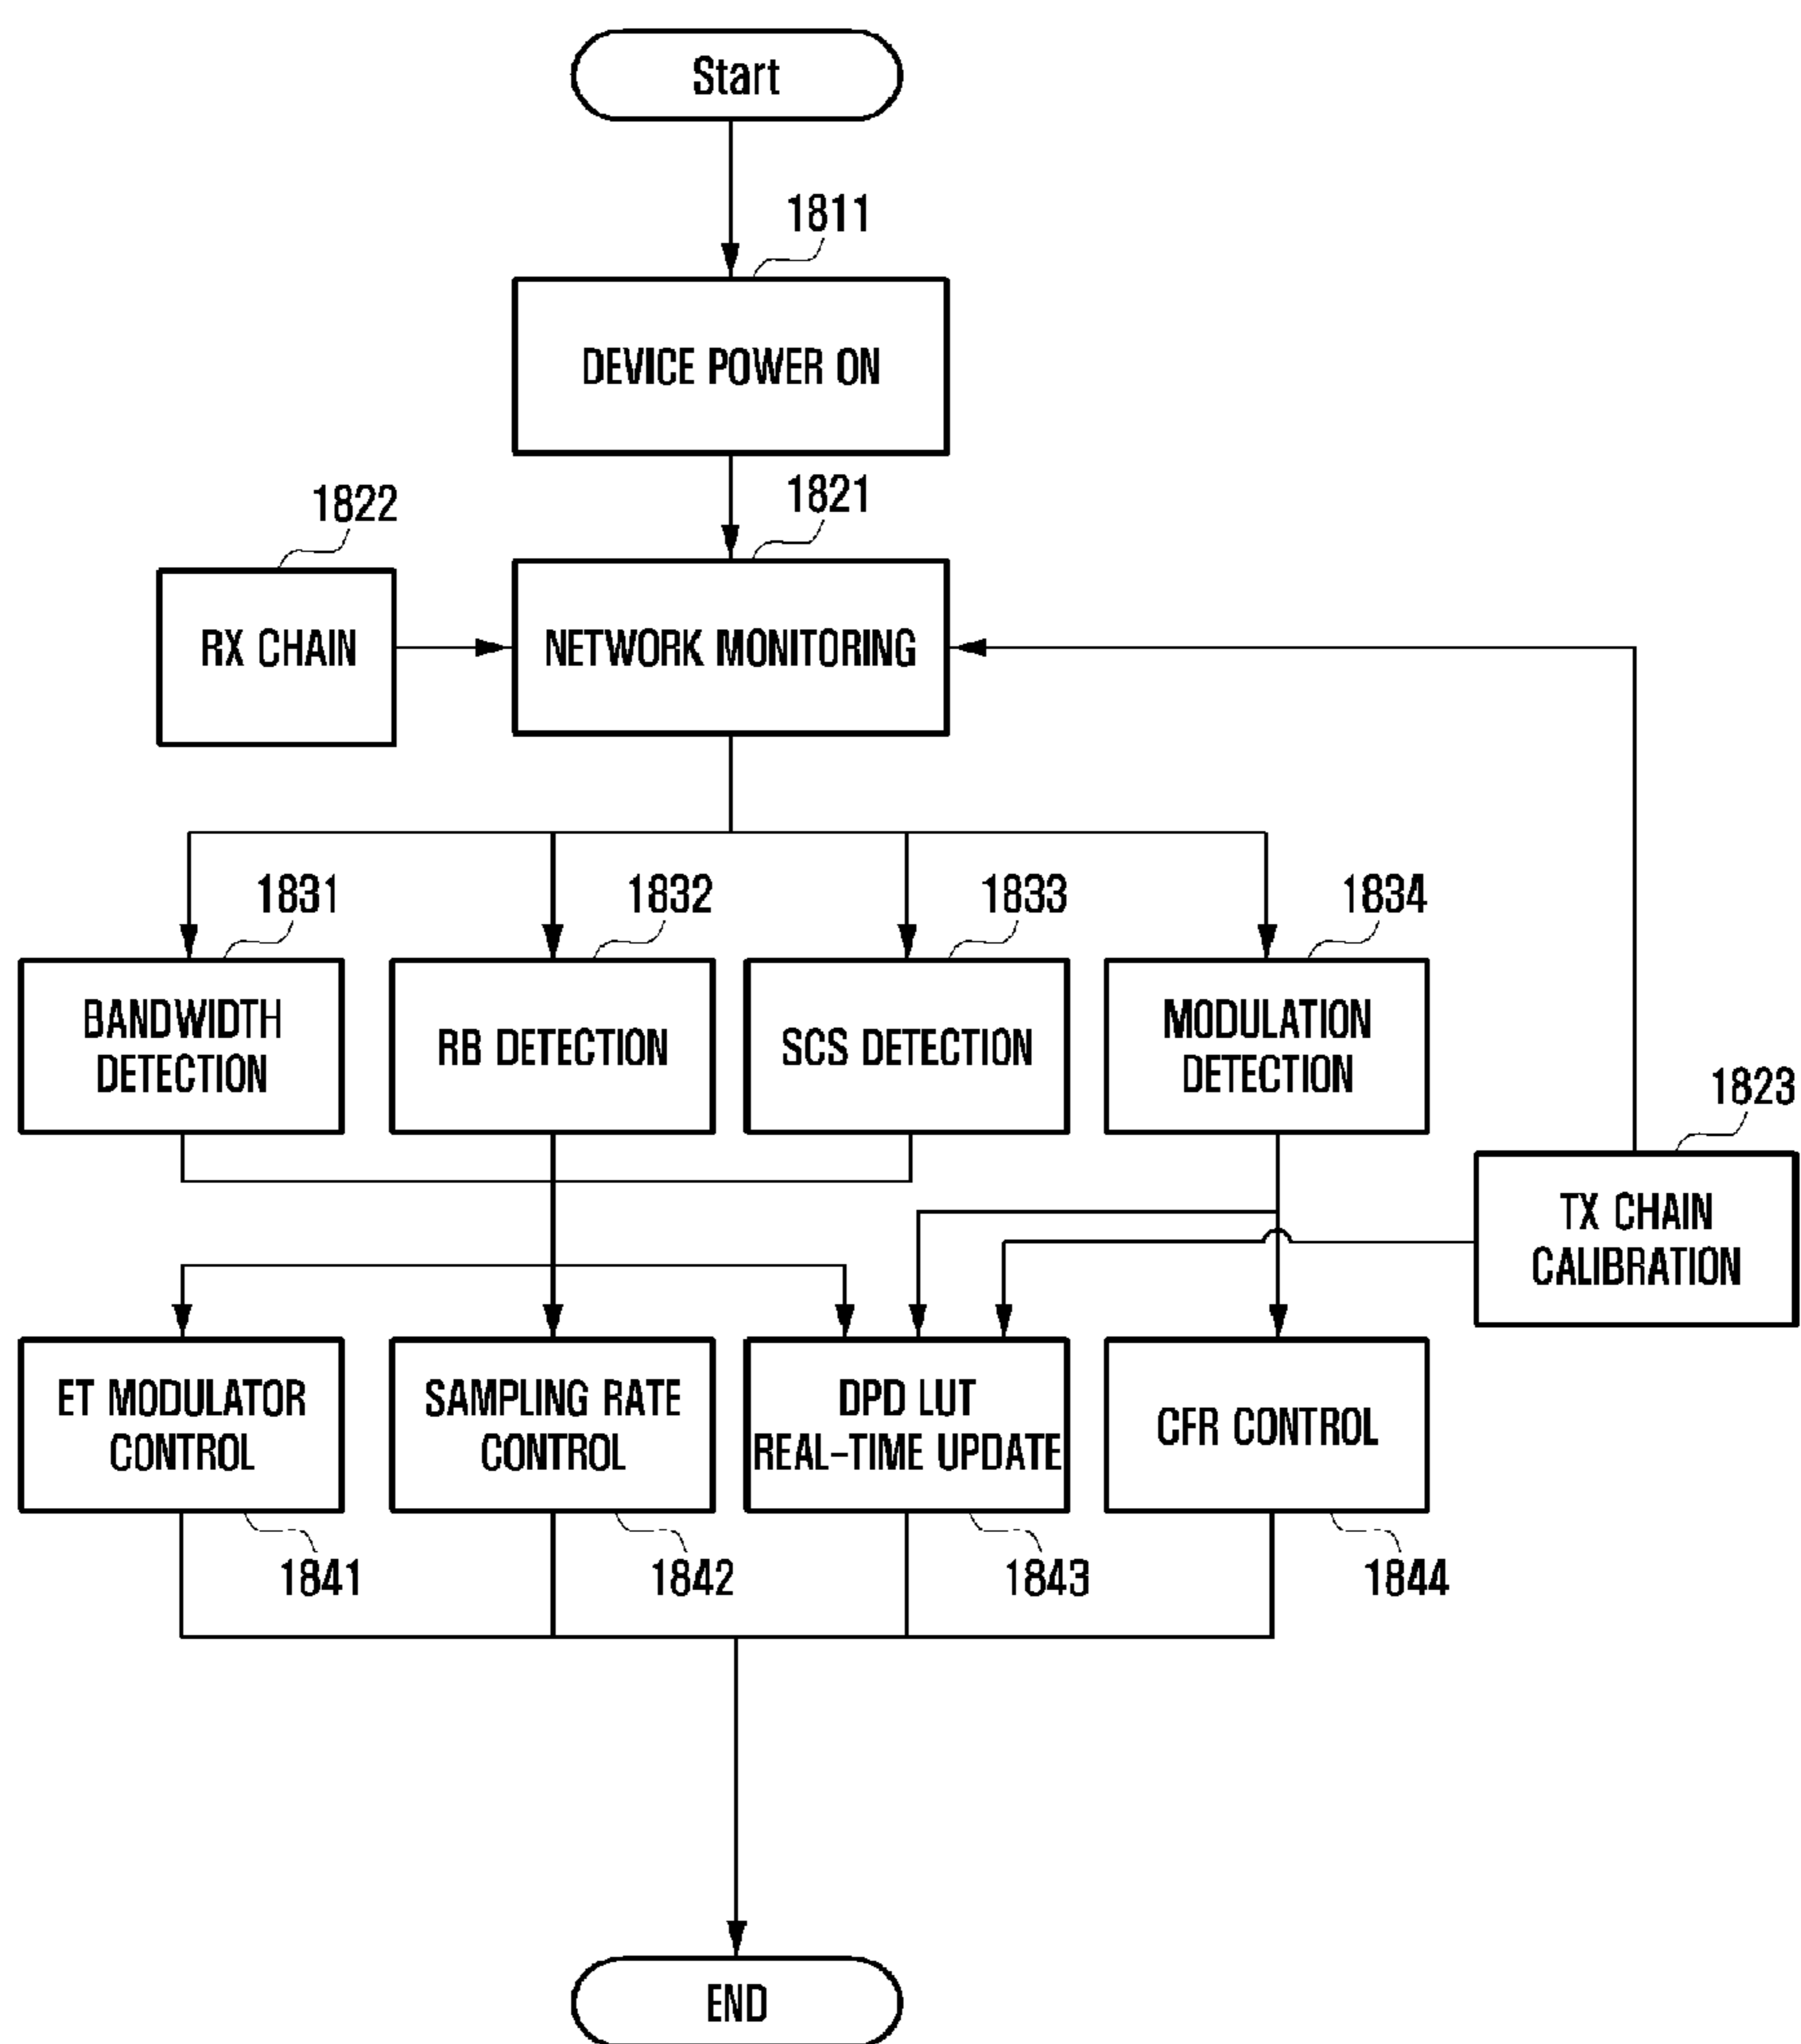 Start
1811
DEVICE POWER ON
1822
1821
RX CHAIN
NETWORK MONITORING
1831
1832
1833
1834
BANDWIDTH
DETECTION
RB DETECTION
SCS DETECTION
MODULATION
DETECTION
1823
TX CHAIN
CALIBRATION
ET MODULATOR
CONTROL
SAMPLING RATE
CONTROL
DPD LUT
REAL-TIME UPDATE
CFR CONTROL
1841
1842
1843
1844
END